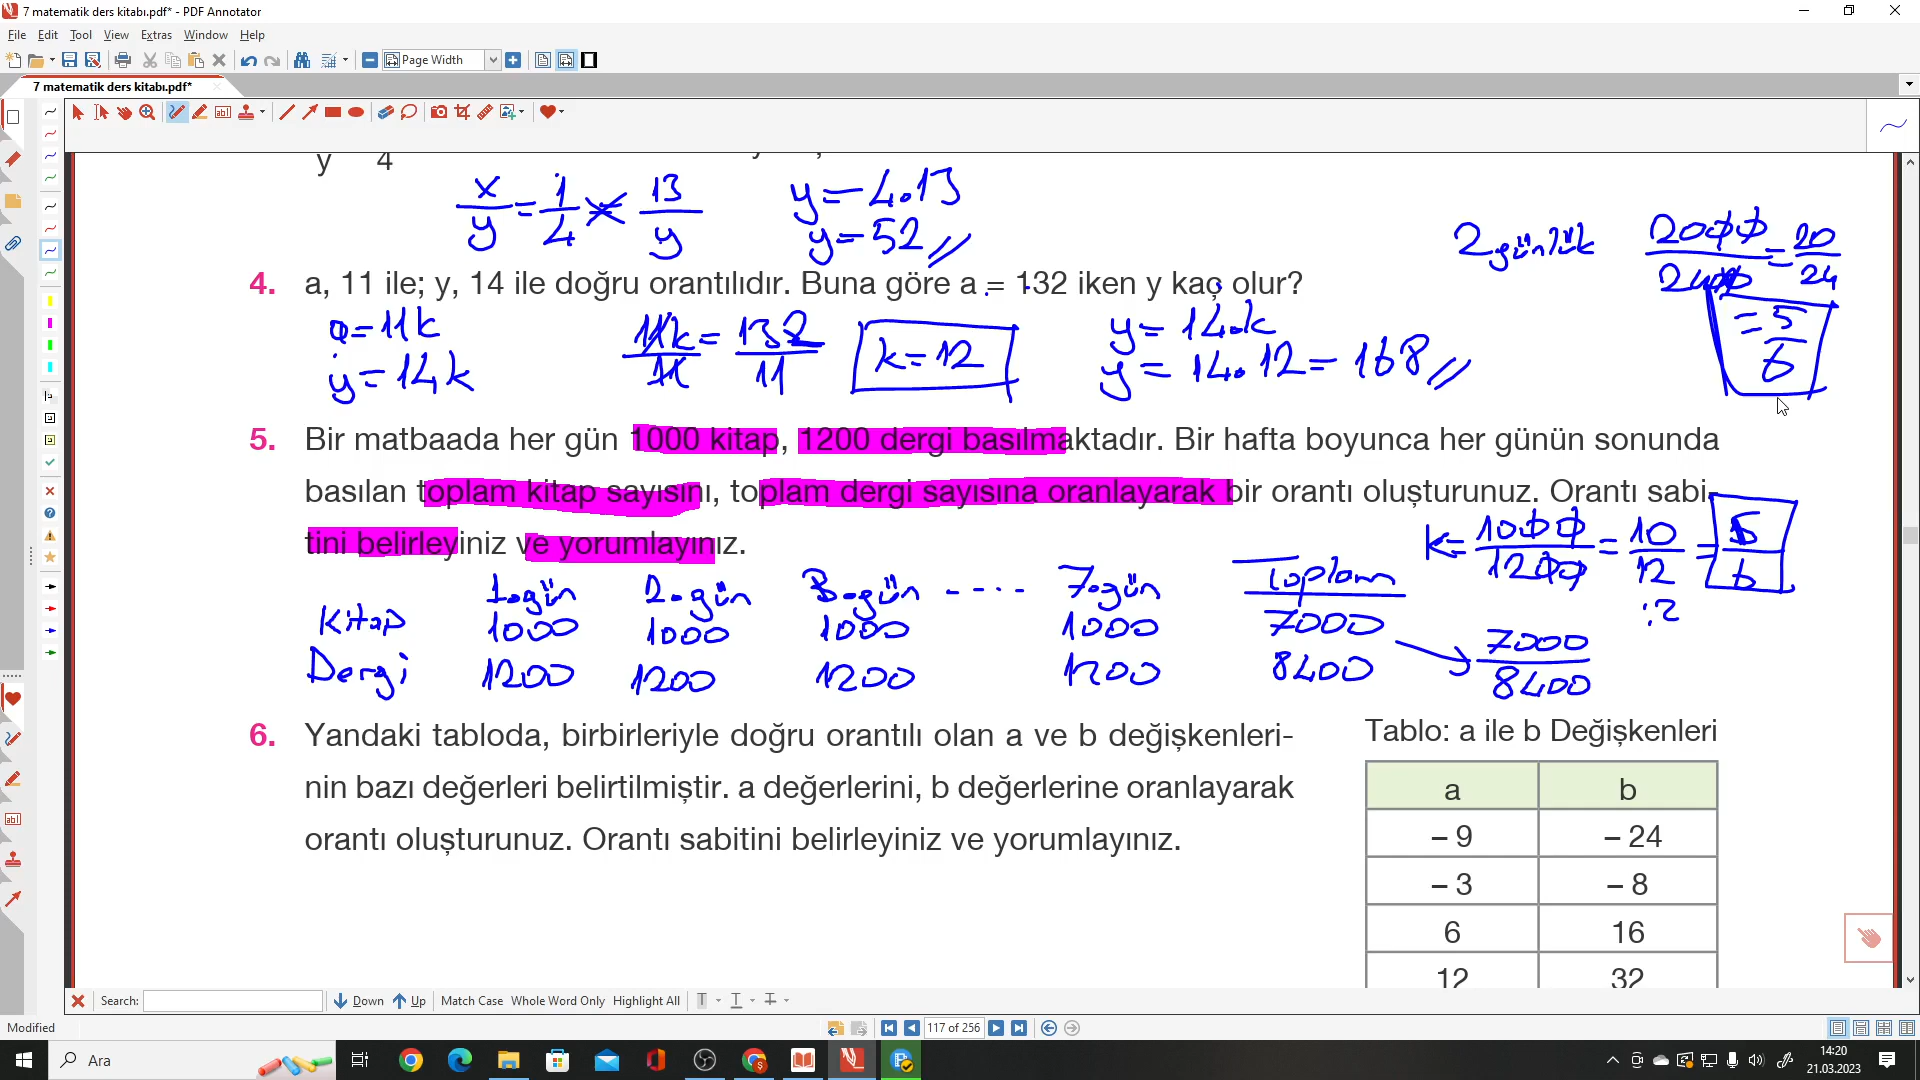 7 matematik ders kitabı.pdf* - PDF Annotator
File Edit Tool View Extras Window Help
Page Width
7 matematik ders kitabı.pdf*
y 4
x/y = 1/4 13/y y = 4.13
y = 52 //
2 günlük 2000/2400 = 20/24
= 5/6
4. a, 11 ile; y, 14 ile doğru orantılıdır. Buna göre a = 132 iken y kaç olur?
a = 11k 11k/11 = 132/11 k = 12 y = 14.k
y = 14k y = 14.12 = 168 //
5. Bir matbaada her gün 1000 kitap, 1200 dergi basılmaktadır. Bir hafta boyunca her günün sonunda
basılan toplam kitap sayısını, toplam dergi sayısına oranlayarak bir orantı oluşturunuz. Orantı sabi-
tini belirleyiniz ve yorumlayınız.
k = 1000/1200 = 10/12 = 5/6
:2
1.gün 2.gün 3.gün - - - - 7.gün Toplam
Kitap 1000 1000 1000 1000 7000
Dergi 1200 1200 1200 1200 8400
7000/8400
6. Yandaki tabloda, birbirleriyle doğru orantılı olan a ve b değişkenleri-
nin bazı değerleri belirtilmiştir. a değerlerini, b değerlerine oranlayarak
orantı oluşturunuz. Orantı sabitini belirleyiniz ve yorumlayınız.
Tablo: a ile b Değişkenleri
a b
– 9 – 24
– 3 – 8
6 16
12 32
Search: Down Up Match Case Whole Word Only Highlight All
Modified
117 of 256
Ara
14:20
21.03.2023